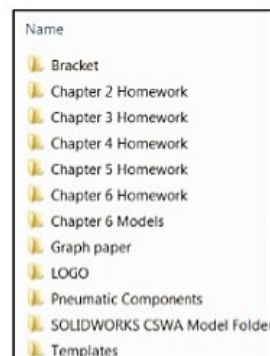 Name
Bracket
Chapter 2 Homework
Chapter 3 Homework
Chapter 4 Homework
Chapter 5 Homework
Chapter 6 Homework
Chapter 6 Models
Graph paper
LOGO
Pneumatic Components
SOLIDWORKS CSWA Model Folder
Templates